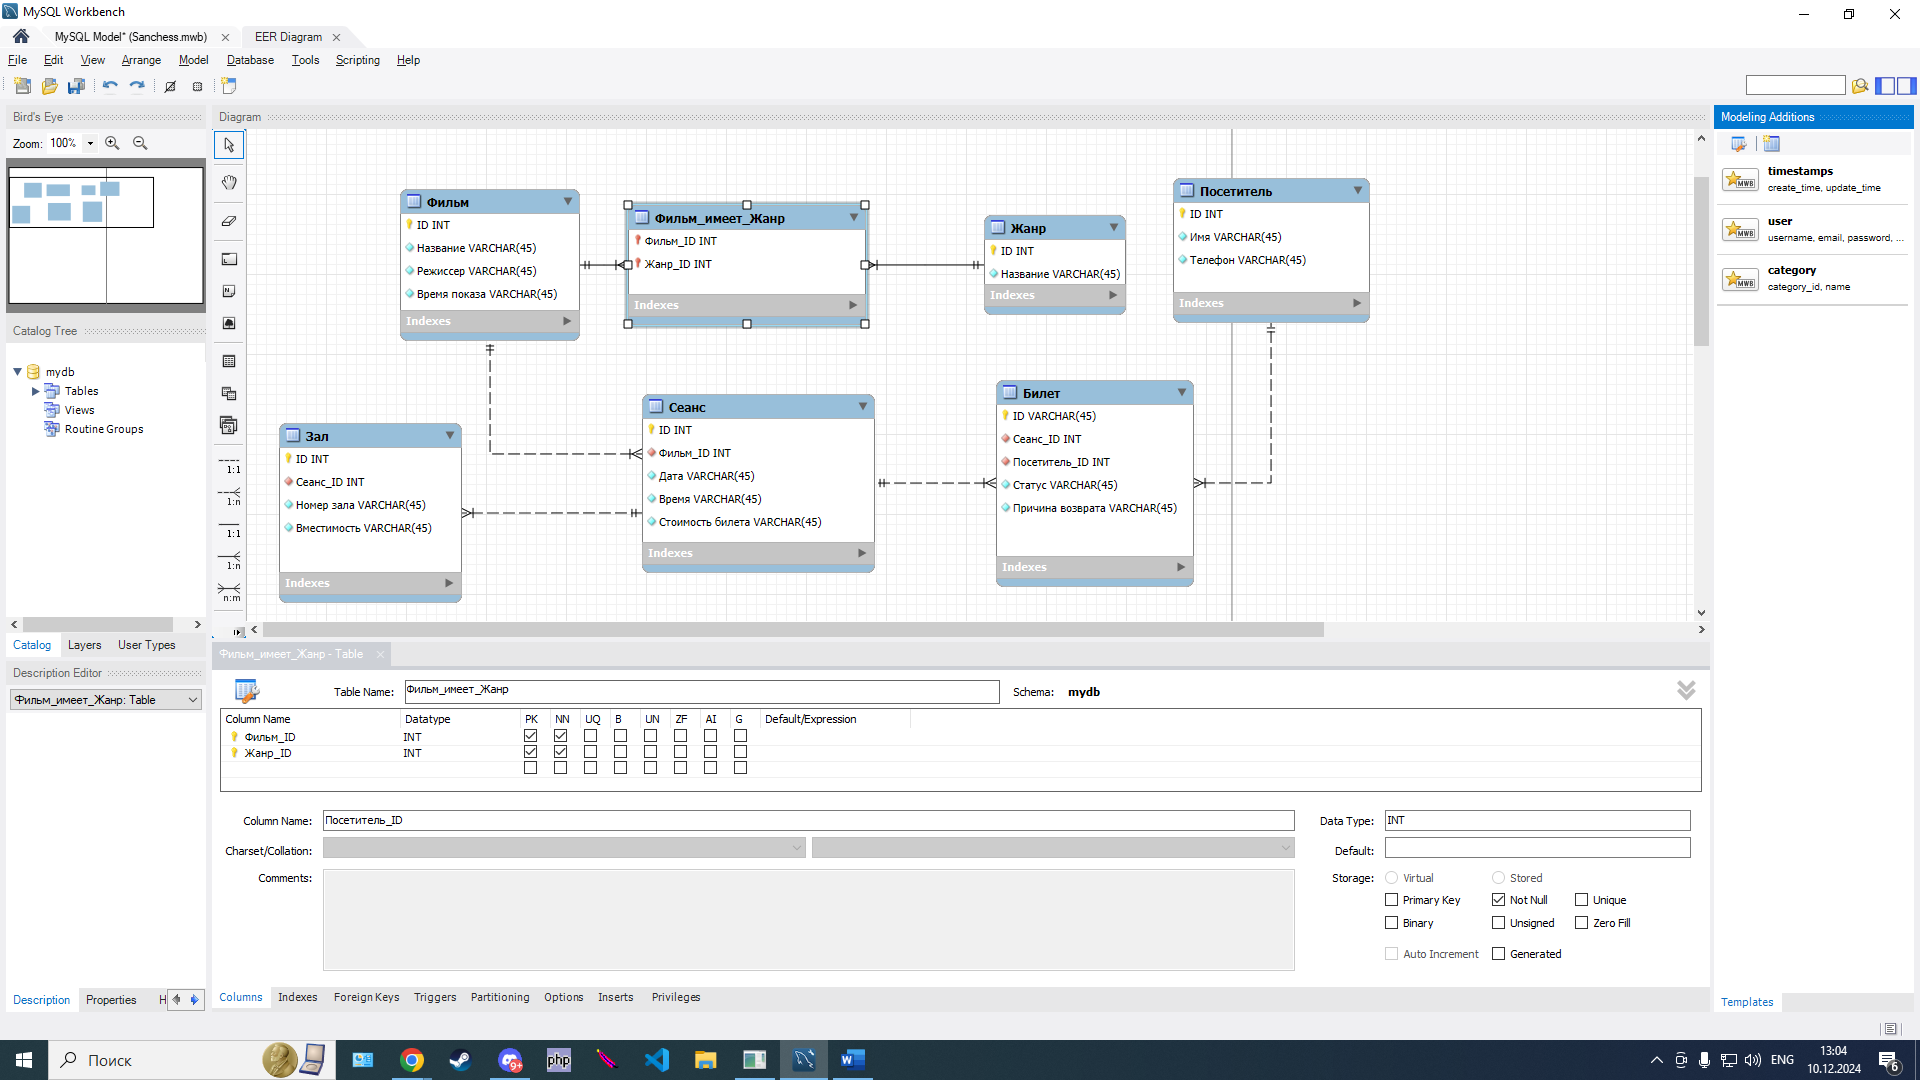 MySQL Workbench
MySQL Model* (Sanchess.mwb)
EER Diagram
File Edit View Arrange Model Database Tools Scripting Help
Bird's Eye
Zoom: 100%
Catalog Tree
mydb
Tables
Views
Routine Groups
Catalog Layers User Types
Description Editor
Фильм_имеет_Жанр: Table
Description Properties H
Diagram
1:1
1:n
1:1
1:n
n:m
Фильм
ID INT
Название VARCHAR(45)
Режиссер VARCHAR(45)
Время показа VARCHAR(45)
Indexes
Фильм_имеет_Жанр
Фильм_ID INT
Жанр_ID INT
Indexes
Жанр
ID INT
Название VARCHAR(45)
Indexes
Посетитель
ID INT
Имя VARCHAR(45)
Телефон VARCHAR(45)
Indexes
Зал
ID INT
Сеанс_ID INT
Номер зала VARCHAR(45)
Вместимость VARCHAR(45)
Indexes
Сеанс
ID INT
Фильм_ID INT
Дата VARCHAR(45)
Время VARCHAR(45)
Стоимость билета VARCHAR(45)
Indexes
Билет
ID VARCHAR(45)
Сеанс_ID INT
Посетитель_ID INT
Статус VARCHAR(45)
Причина возврата VARCHAR(45)
Indexes
Modeling Additions
timestamps
create_time, update_time
user
username, email, password, ...
category
category_id, name
Templates
Фильм_имеет_Жанр - Table
Table Name: Фильм_имеет_Жанр Schema: mydb
Column Name Datatype PK NN UQ B UN ZF AI G Default/Expression
Фильм_ID INT
Жанр_ID INT
Column Name: Посетитель_ID Data Type: INT
Charset/Collation: Default:
Comments: Storage: Virtual Stored
Primary Key Not Null Unique
Binary Unsigned Zero Fill
Auto Increment Generated
Columns Indexes Foreign Keys Triggers Partitioning Options Inserts Privileges
Поиск
9+
php
ENG
13:04
10.12.2024
6